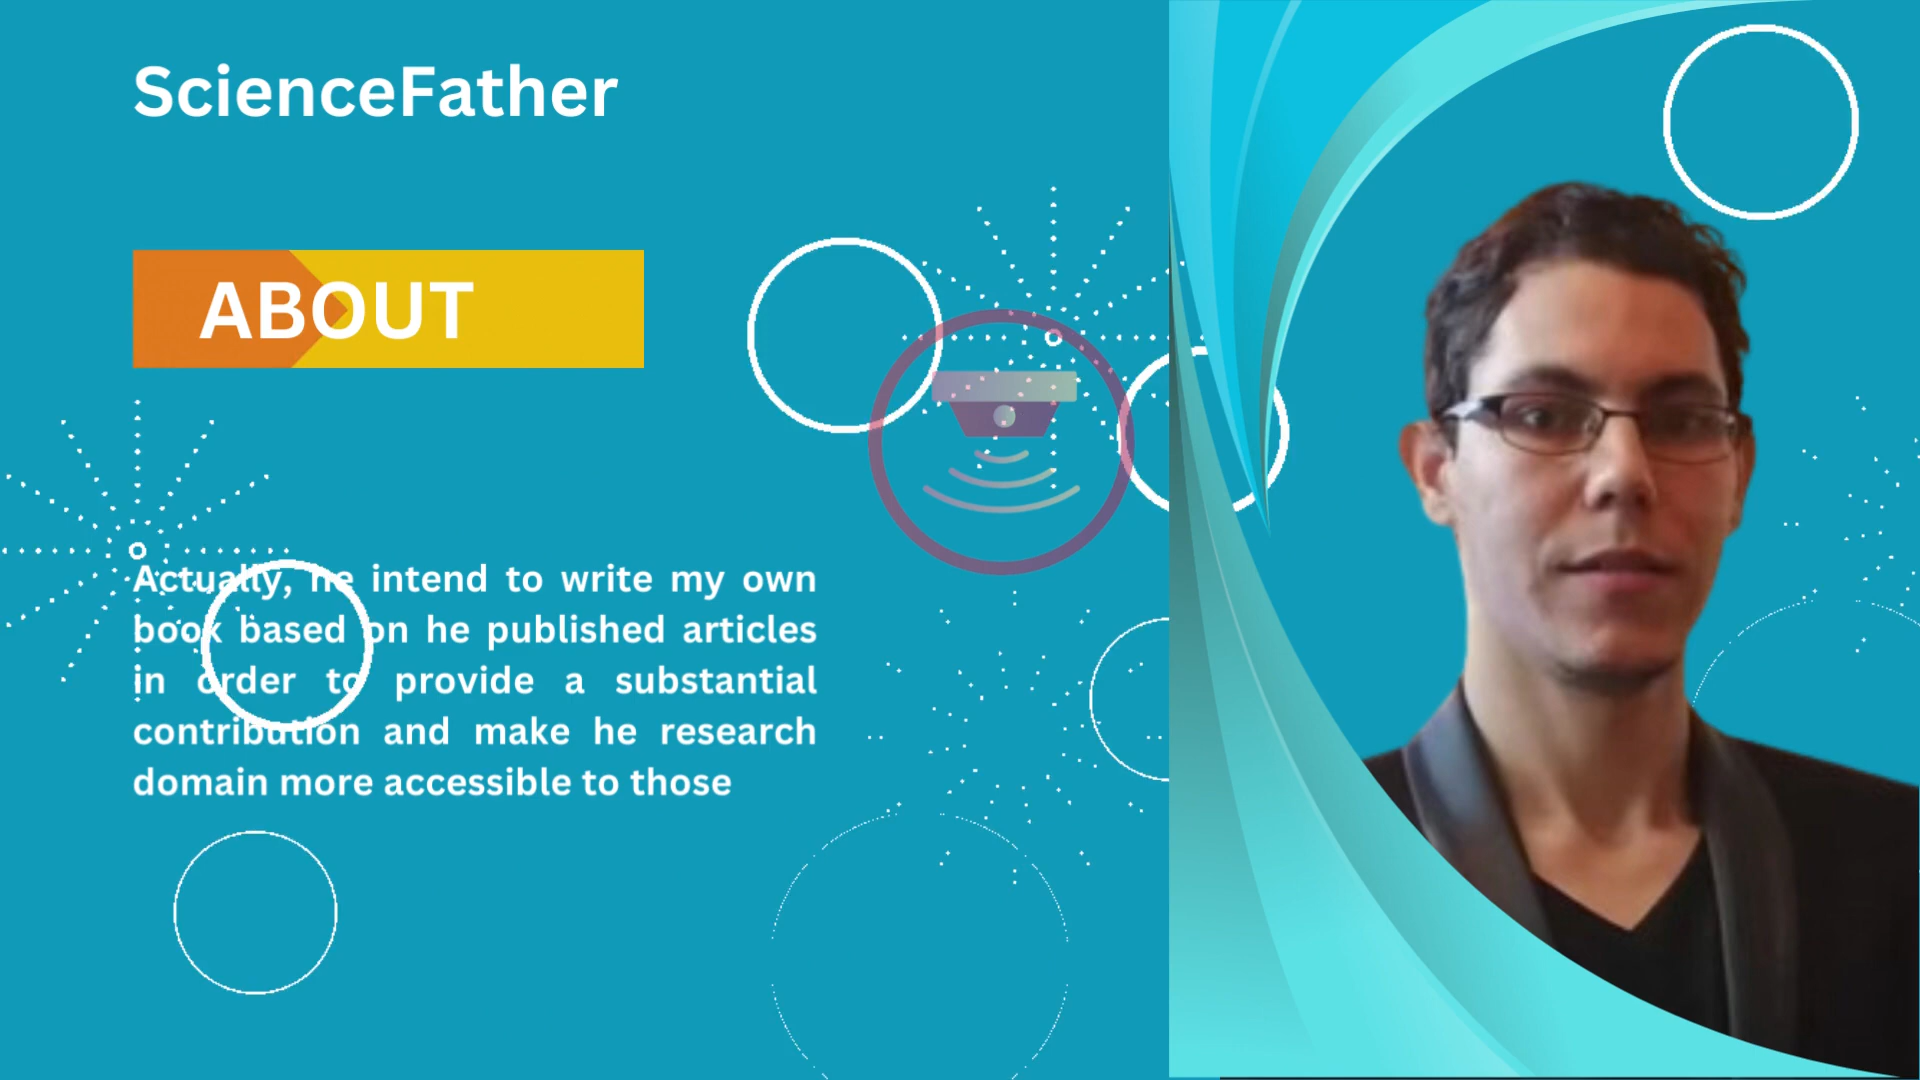 ScienceFather
ABOUT
Actually, he intend to write my own
book based on he published articles
in order to provide a substantial
contribution and make he research
domain more accessible to those